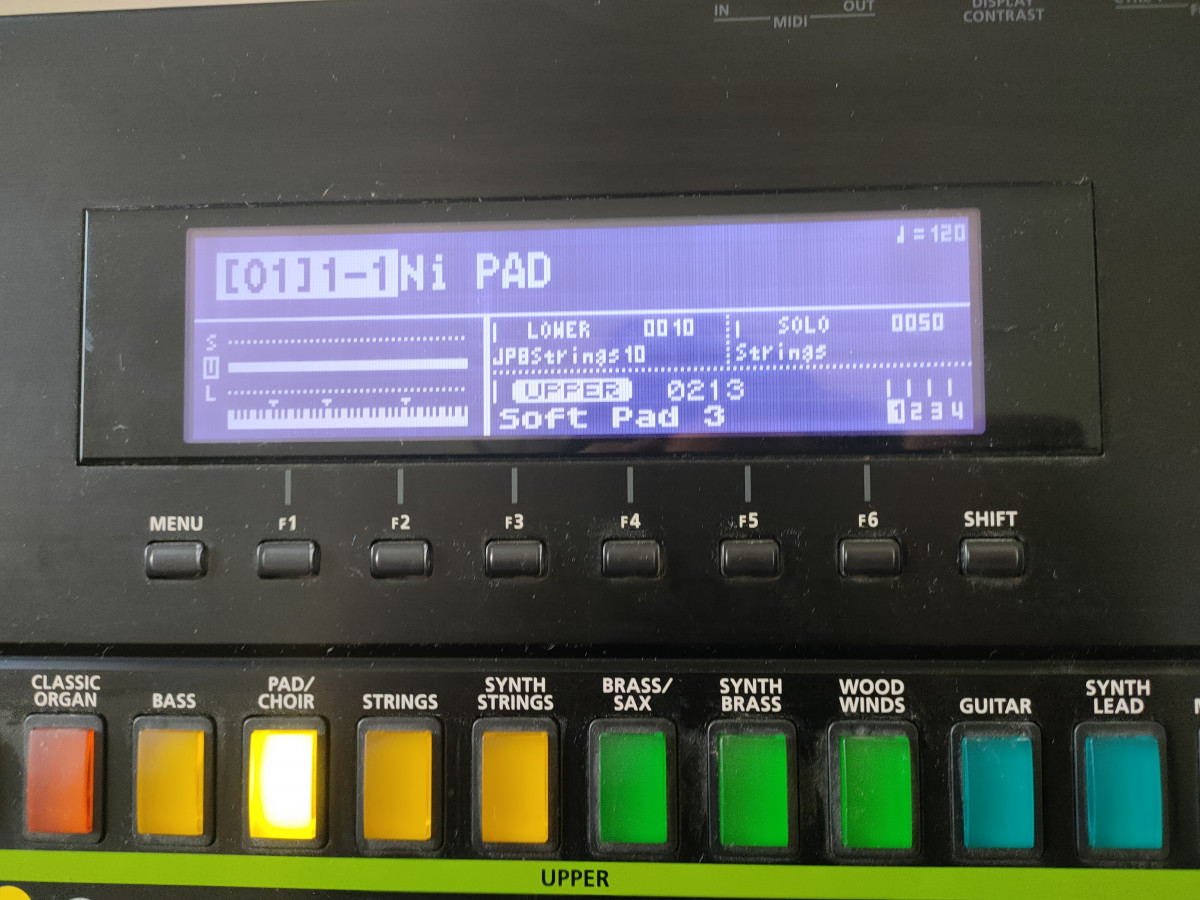 IN MIDI OUT
DISPLAY
CONTRAST
♩=120
[01]1-1Ni PAD
S
U
L
LOWER 0010
JP8Strings10
SOLO 0050
Strings
UPPER 0213
Soft Pad 3
1 2 3 4
MENU F1 F2 F3 F4 F5 F6 SHIFT
CLASSIC
ORGAN
BASS
PAD/
CHOIR
STRINGS
SYNTH
STRINGS
BRASS/
SAX
SYNTH
BRASS
WOOD
WINDS
GUITAR
SYNTH
LEAD
UPPER